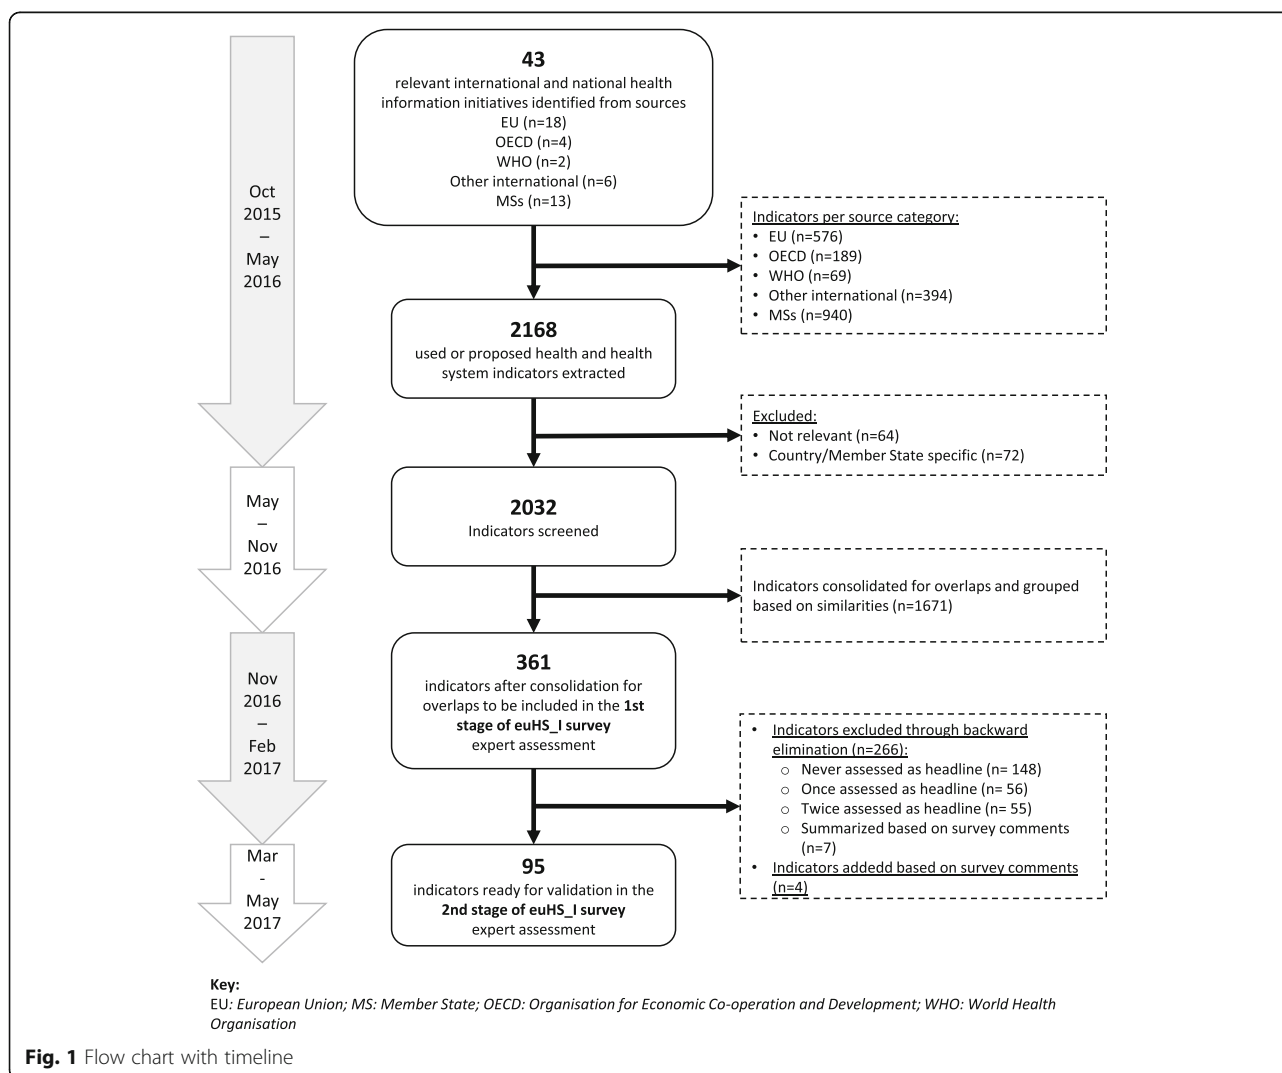 43
relevant international and national health
information initiatives identified from sources
EU (n=18)
OECD (n=4)
WHO (n=2)
Other international (n=6)
MSs (n=13)
Oct
2015
–
May
2016
Indicators per source category:
• EU (n=576)
• OECD (n=189)
• WHO (n=69)
• Other international (n=394)
• MSs (n=940)
2168
used or proposed health and health
system indicators extracted
Excluded:
• Not relevant (n=64)
• Country/Member State specific (n=72)
May
–
Nov
2016
2032
Indicators screened
Indicators consolidated for overlaps and grouped
based on similarities (n=1671)
Nov
2016
–
Feb
2017
361
indicators after consolidation for
overlaps to be included in the 1st
stage of euHS_I survey
expert assessment
• Indicators excluded through backward
elimination (n=266):
o Never assessed as headline (n= 148)
o Once assessed as headline (n= 56)
o Twice assessed as headline (n= 55)
o Summarized based on survey comments
(n=7)
• Indicators addedd based on survey comments
(n=4)
Mar
-
May
2017
95
indicators ready for validation in the
2nd stage of euHS_I survey
expert assessment
Key:
EU: European Union; MS: Member State; OECD: Organisation for Economic Co-operation and Development; WHO: World Health
Organisation
Fig. 1 Flow chart with timeline